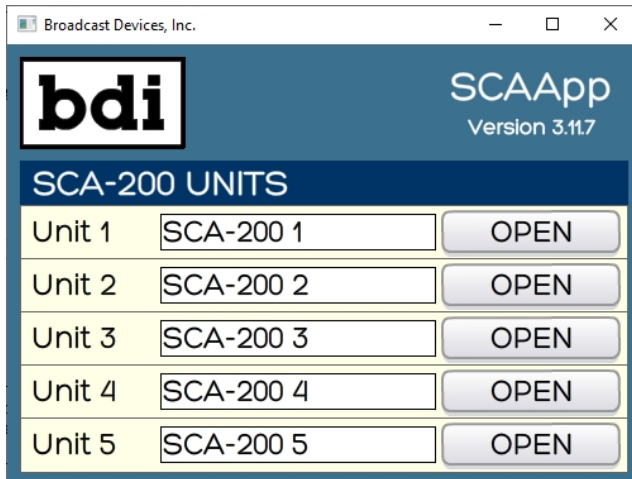 Broadcast Devices, Inc.
bdi
SCAApp
Version 3.11.7
SCA-200 UNITS
Unit 1 SCA-200 1 OPEN
Unit 2 SCA-200 2 OPEN
Unit 3 SCA-200 3 OPEN
Unit 4 SCA-200 4 OPEN
Unit 5 SCA-200 5 OPEN